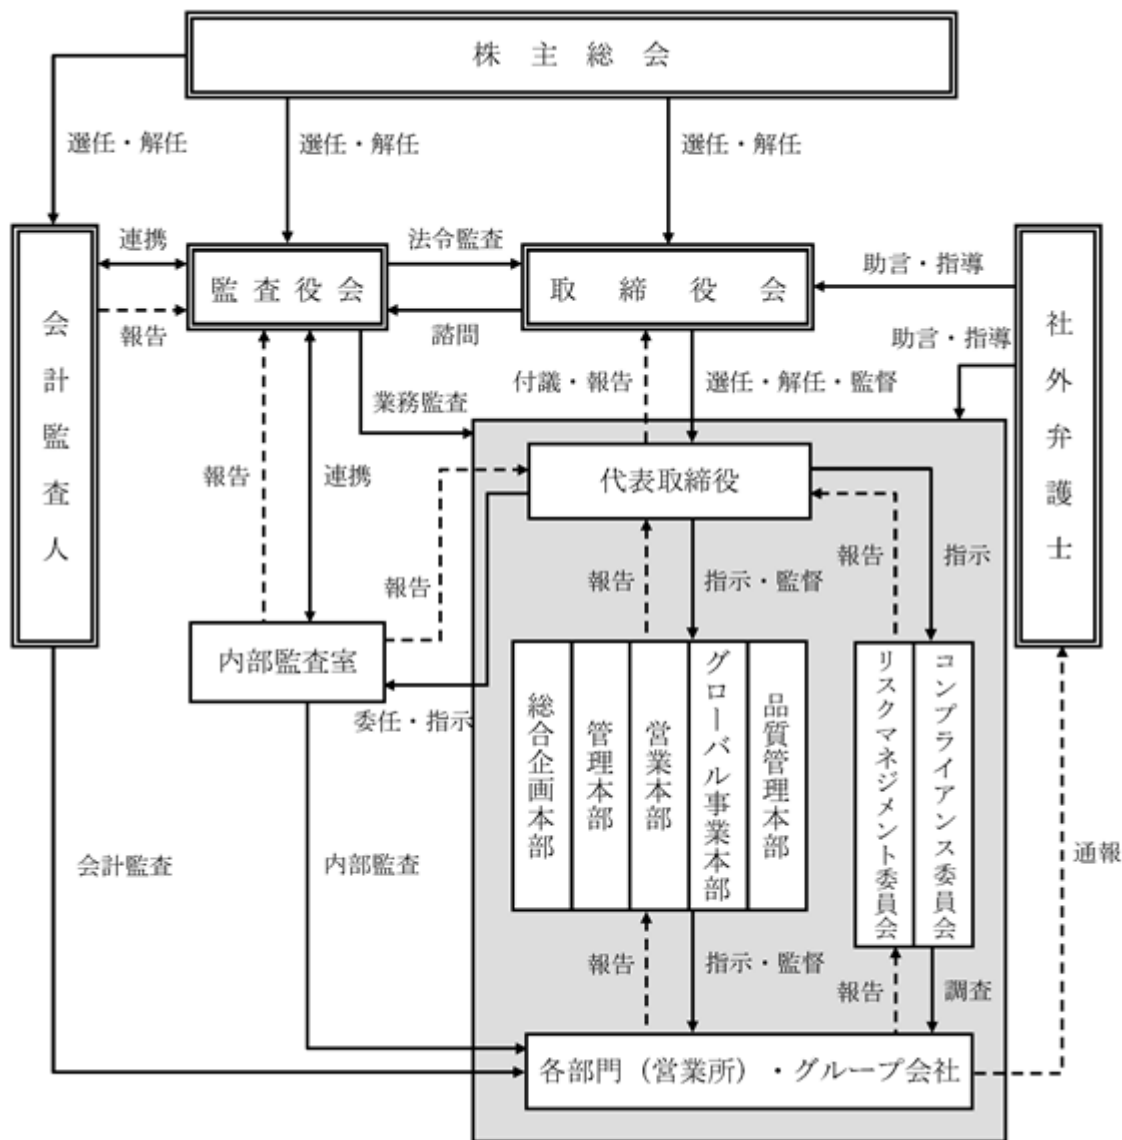 株主総会
選任・解任
選任・解任
選任・解任
会計監査人
連携
報告
監査役会
法令監査
諮問
取締役会
助言・指導
助言・指導
社外弁護士
付議・報告
選任・解任・監督
業務監査
報告
連携
代表取締役
報告
報告
指示・監督
報告
指示
内部監査室
委任・指示
総合企画本部
管理本部
営業本部
グローバル事業本部
品質管理本部
リスクマネジメント委員会
コンプライアンス委員会
会計監査
内部監査
通報
報告
指示・監督
報告
調査
各部門（営業所）・グループ会社